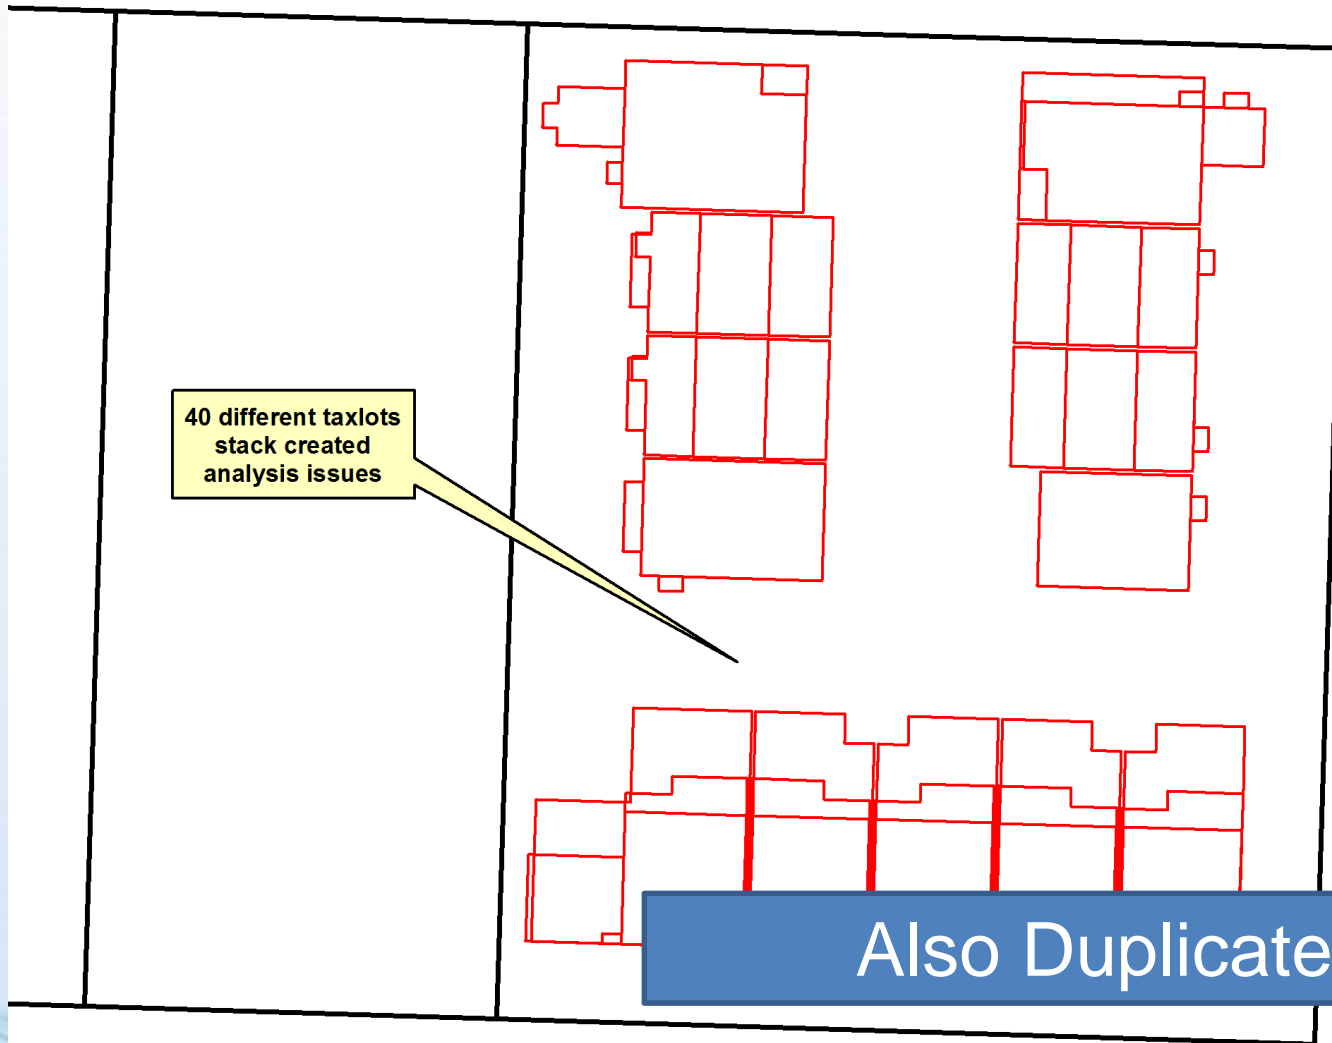 40 different taxlots
stack created
analysis issues
Also Duplicate